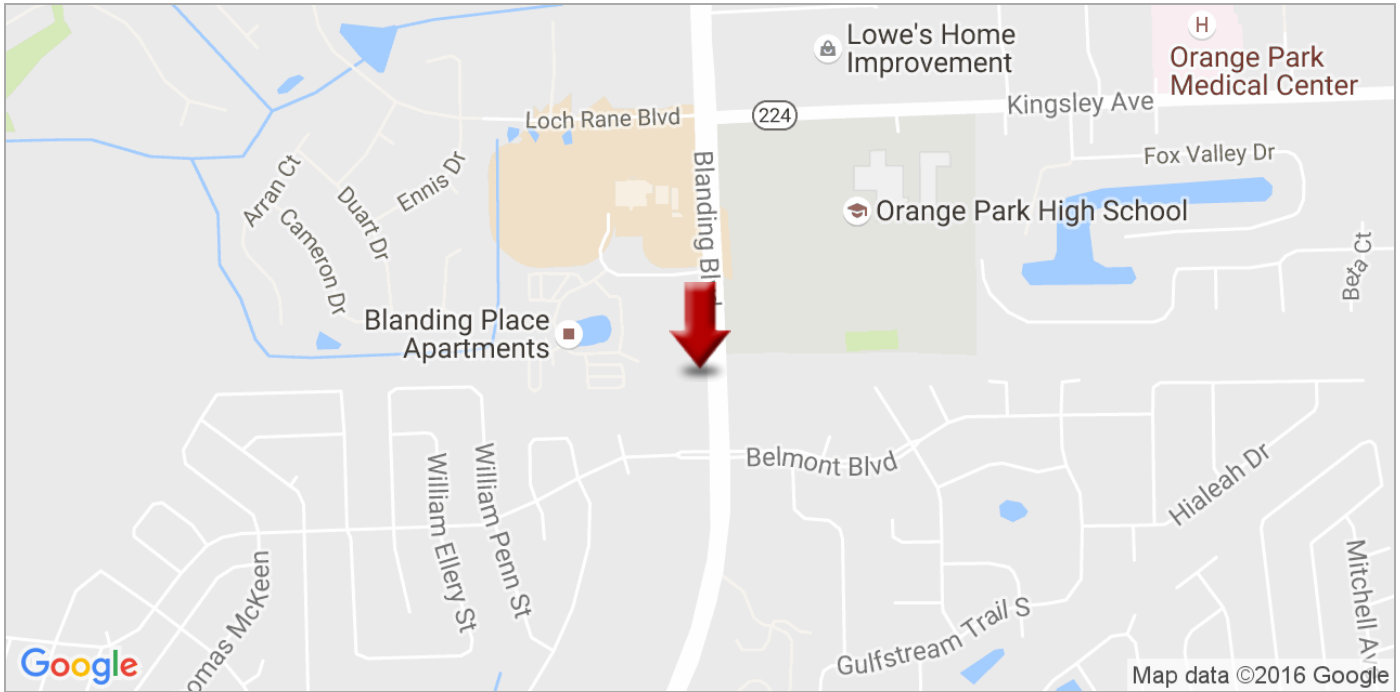 Lowe's Home
Improvement
H
Orange Park
Medical Center
Kingsley Ave
224
Loch Rane Blvd
Fox Valley Dr
Blanding Bl d
Arran Ct
Ennis Dr
Duart Dr
Cameron Dr
Orange Park High School
Beta Ct
Blanding Place
Apartments
Belmont Blvd
William Penn St
William Ellery St
Hialeah Dr
omas McKeen
Mitchell Av
Gulfstream Trail S
Google
Map data ©2016 Google